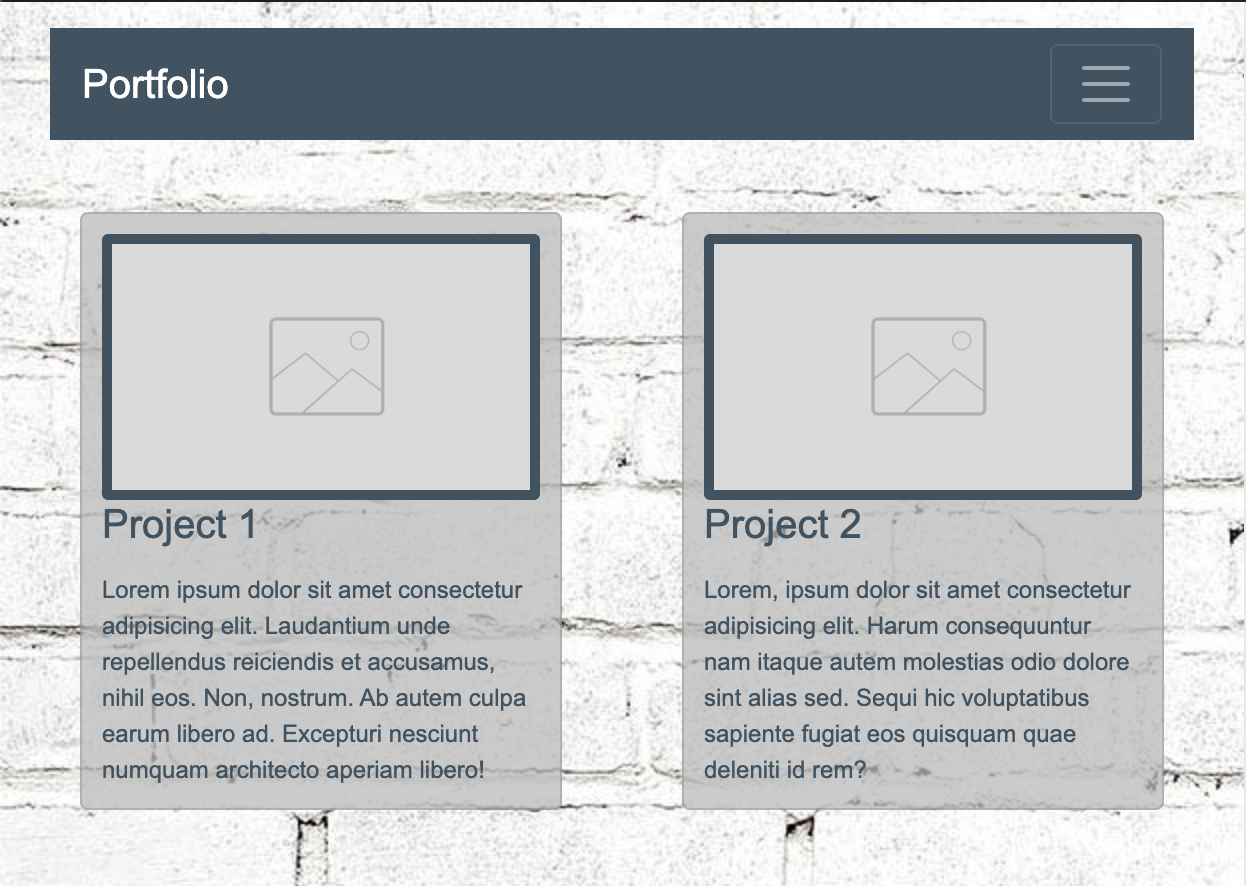 Portfolio
Project 1
Lorem ipsum dolor sit amet consectetur
adipisicing elit. Laudantium unde
repellendus reiciendis et accusamus,
nihil eos. Non, nostrum. Ab autem culpa
earum libero ad. Excepturi nesciunt
numquam architecto aperiam libero!
Project 2
Lorem, ipsum dolor sit amet consectetur
adipisicing elit. Harum consequuntur
nam itaque autem molestias odio dolore
sint alias sed. Sequi hic voluptatibus
sapiente fugiat eos quisquam quae
deleniti id rem?